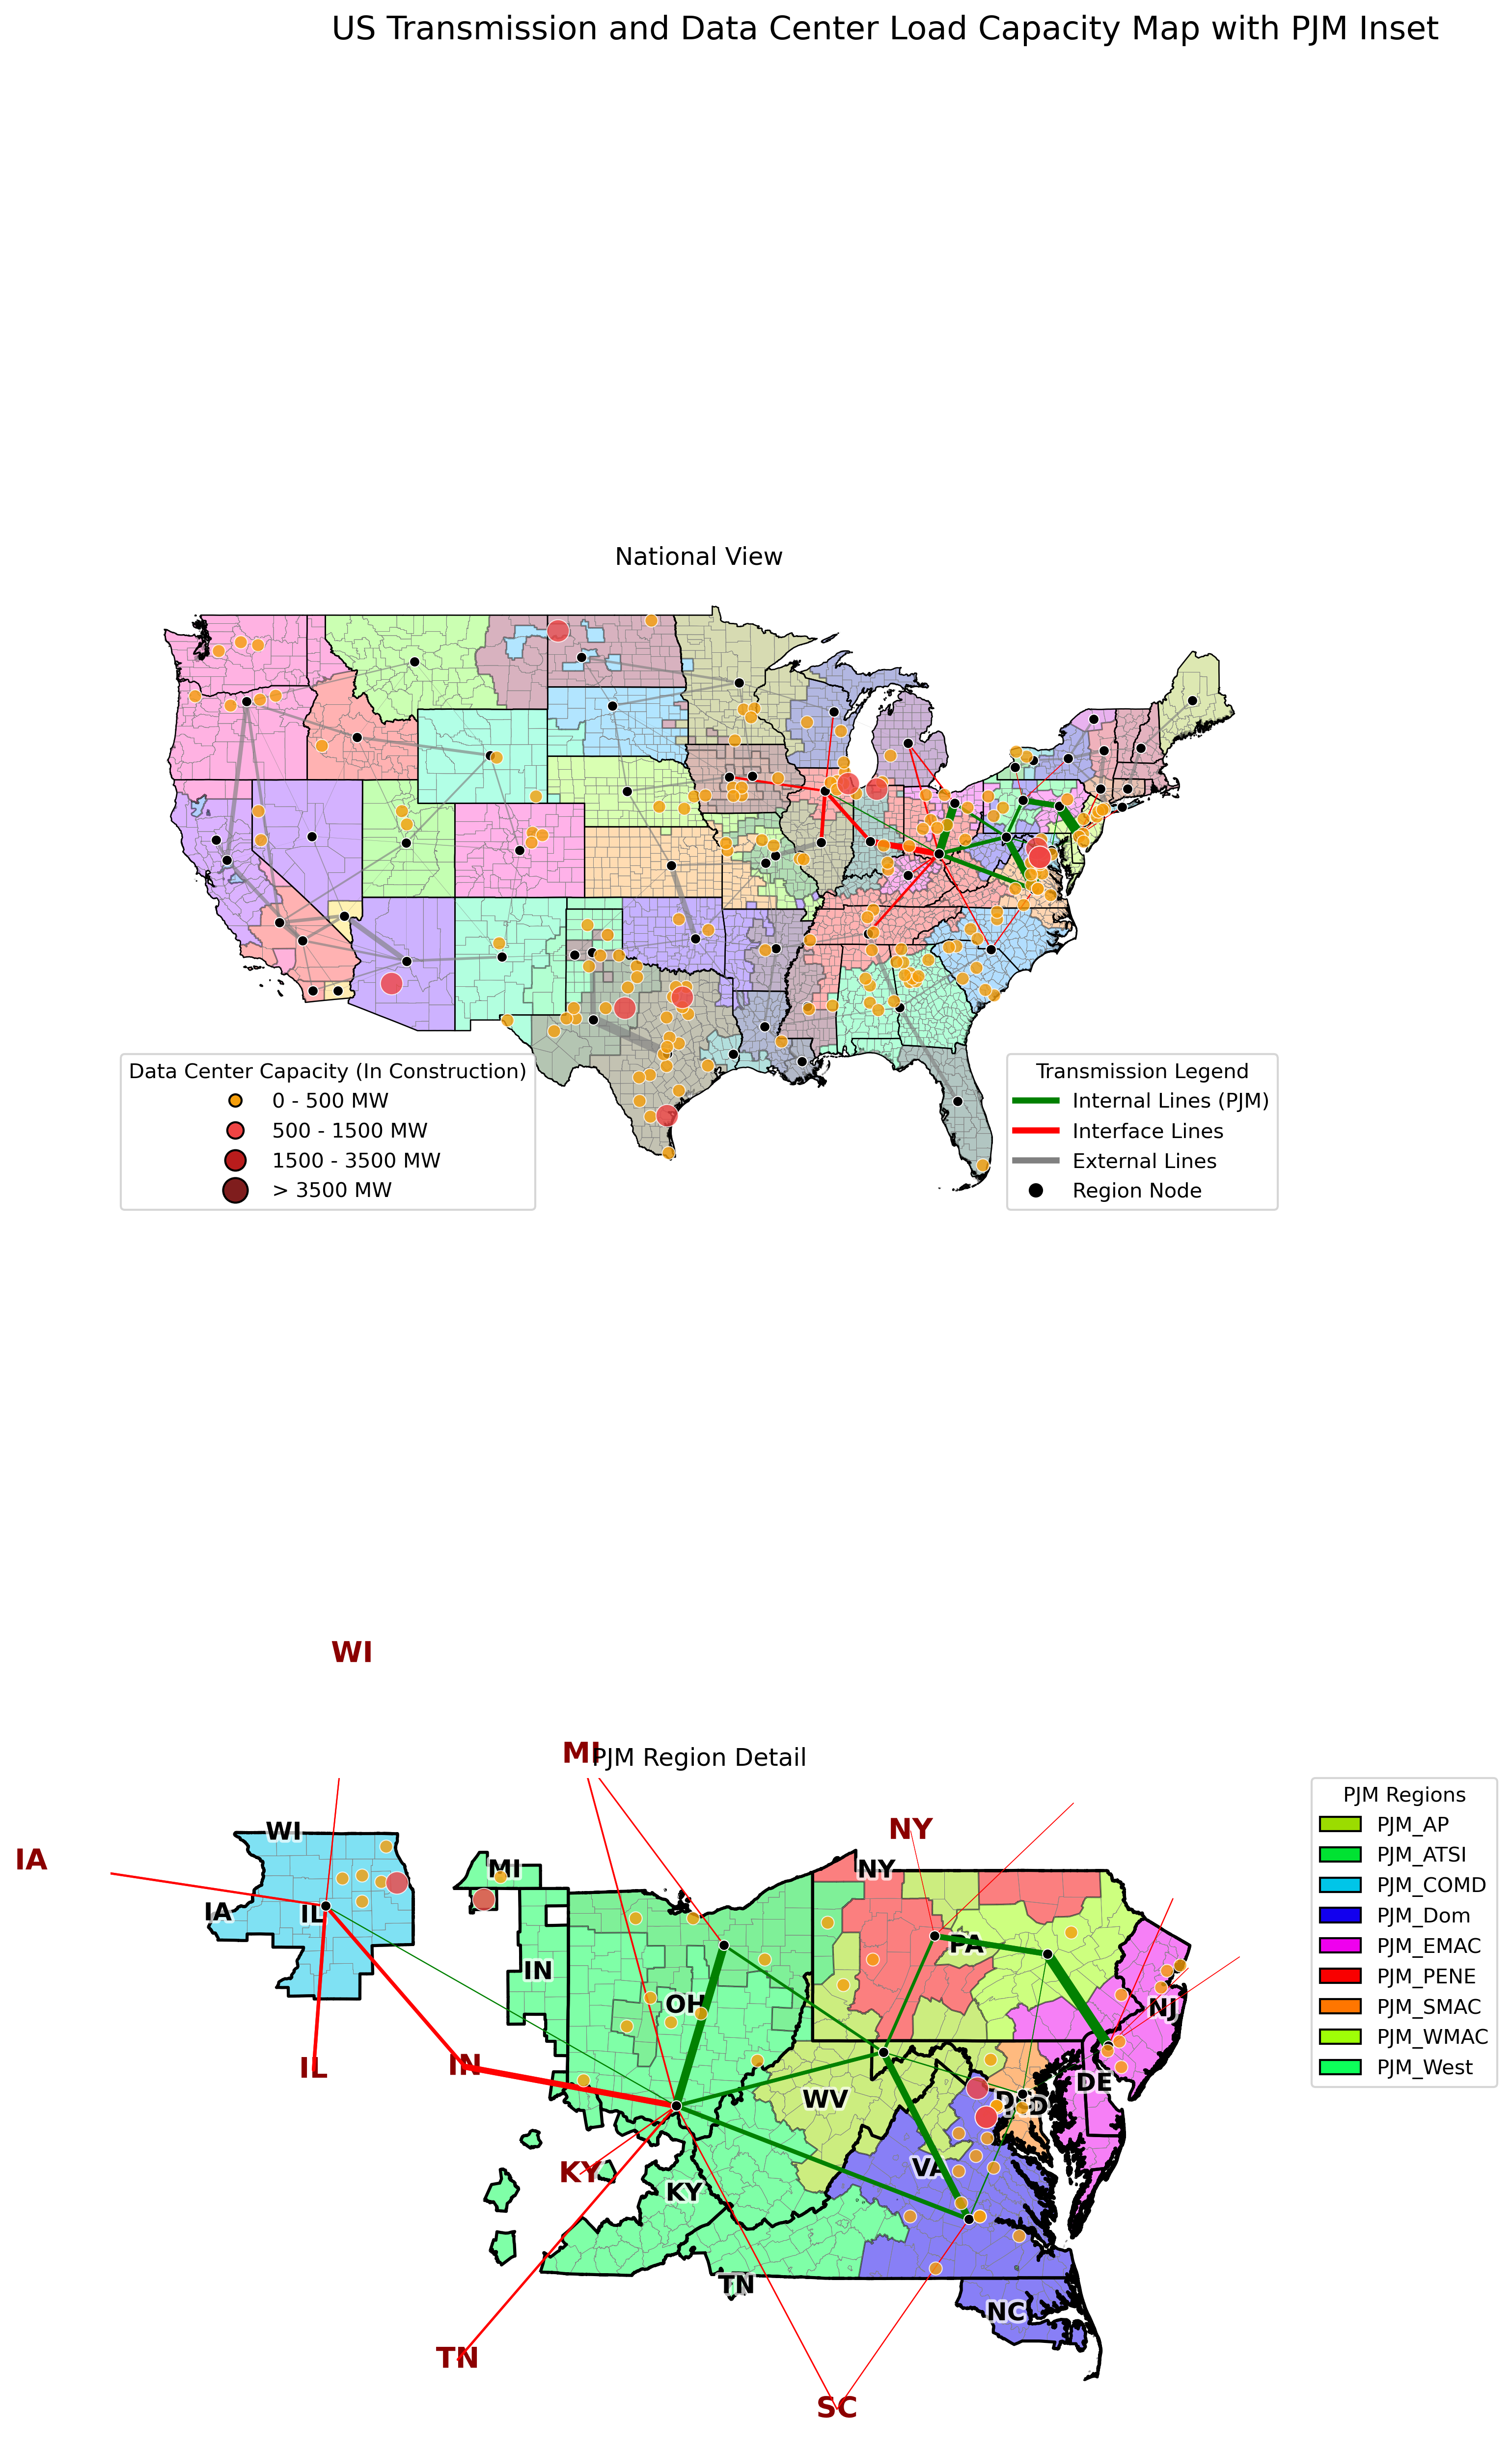 US Transmission and Data Center Load Capacity Map with PJM Inset
National View
Data Center Capacity (In Construction)
0 - 500 MW
500 - 1500 MW
1500 - 3500 MW
> 3500 MW
Transmission Legend
Internal Lines (PJM)
Interface Lines
External Lines
Region Node
WI
MI
PJM Region Detail
PJM Regions
PJM_AP
PJM_ATSI
PJM_COMD
PJM_Dom
PJM_EMAC
PJM_PENE
PJM_SMAC
PJM_WMAC
PJM_West
NY
WI
IA
MI
NY
IA
IL
PA
IN
OH
NJ
IL
IN
DE
WV
VA
KY
KY
TN
NC
TN
SC